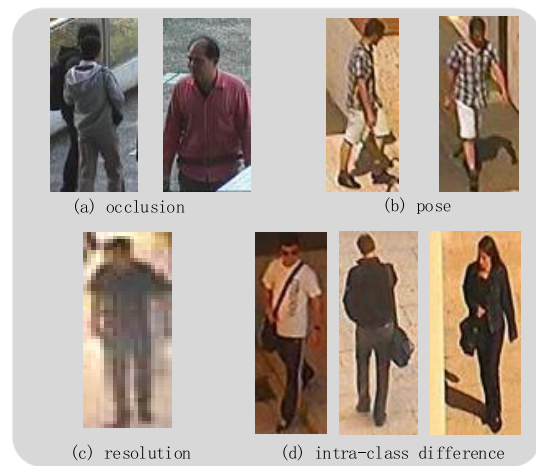 (a) occlusion
(b) pose
(c) resolution
(d) intra-class difference